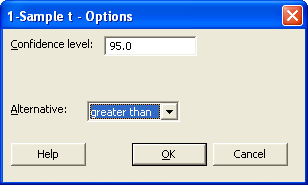 1-Sample t - Options
Confidence level: 95.0
Alternative: greater than
Help OK Cancel